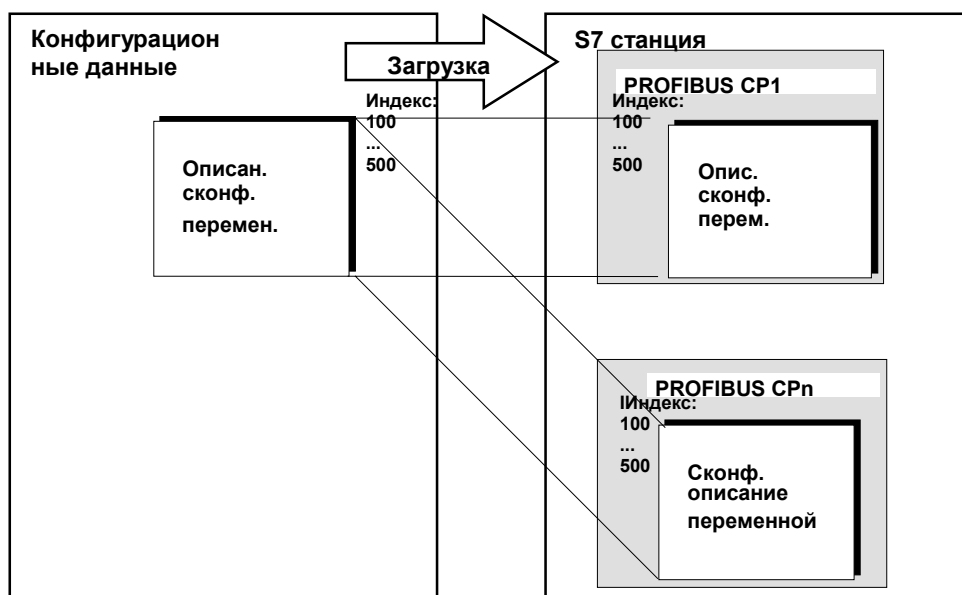 Конфигурацион
ные данные
Загрузка
Индекс:
100
...
500
Описан.
сконф.
перемен.
S7 станция
PROFIBUS CP1
Индекс:
100
...
500
Опис.
сконф.
перем.
PROFIBUS CPn
IИндекс:
100
...
500
Сконф.
описание
переменной